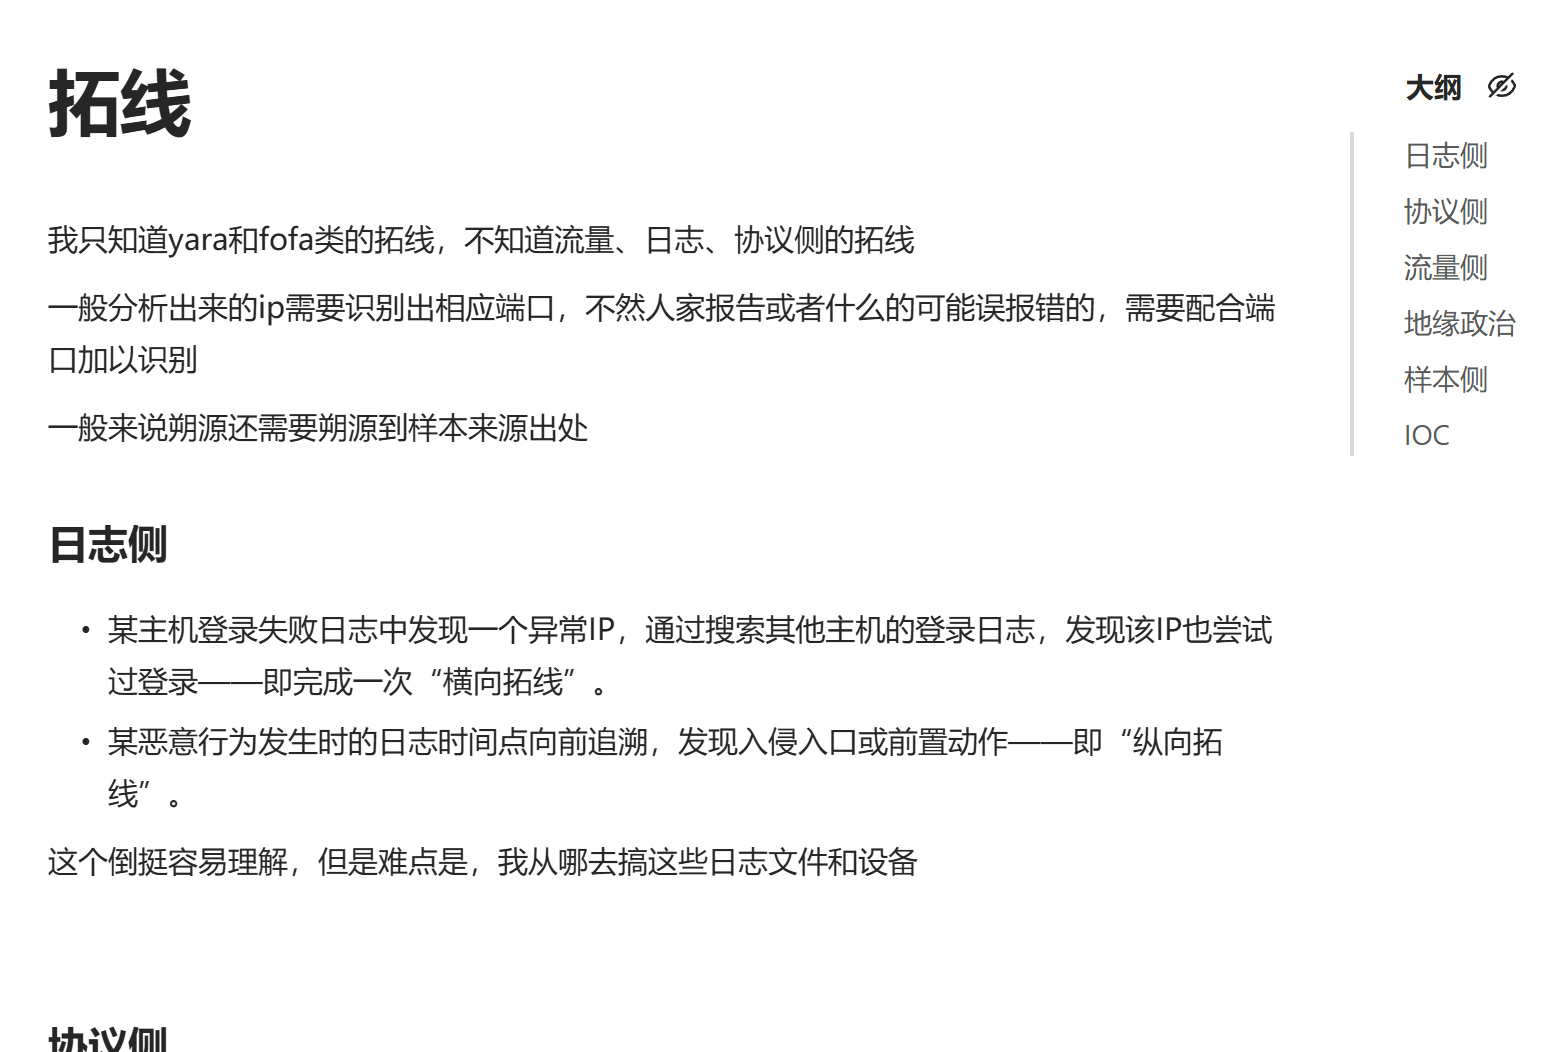 拓线
我只知道yara和fofa类的拓线，不知道流量、日志、协议侧的拓线
一般分析出来的ip需要识别出相应端口，不然人家报告或者什么的可能误报错的，需要配合端
口加以识别
一般来说朔源还需要朔源到样本来源出处
日志侧
• 某主机登录失败日志中发现一个异常IP，通过搜索其他主机的登录日志，发现该IP也尝试
过登录——即完成一次“横向拓线”。
• 某恶意行为发生时的日志时间点向前追溯，发现入侵入口或前置动作——即“纵向拓
线”。
这个倒挺容易理解，但是难点是，我从哪去搞这些日志文件和设备
协议侧
大纲
日志侧
协议侧
流量侧
地缘政治
样本侧
IOC